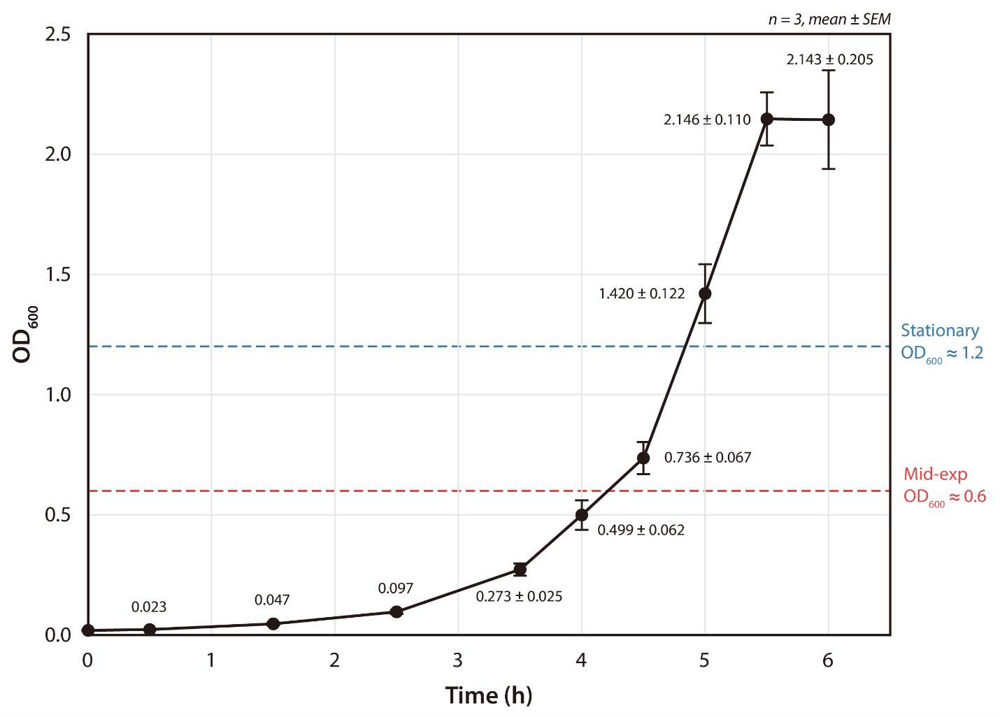 n = 3, mean ± SEM
2.5
2.143 ± 0.205
2.146 ± 0.110
2.0
1.5
1.420 ± 0.122
Stationary
OD600 ≈ 1.2
OD600
1.0
0.736 ± 0.067
Mid-exp
OD600 ≈ 0.6
0.5
0.499 ± 0.062
0.273 ± 0.025
0.097
0.047
0.023
0.0
0 1 2 3 4 5 6
Time (h)